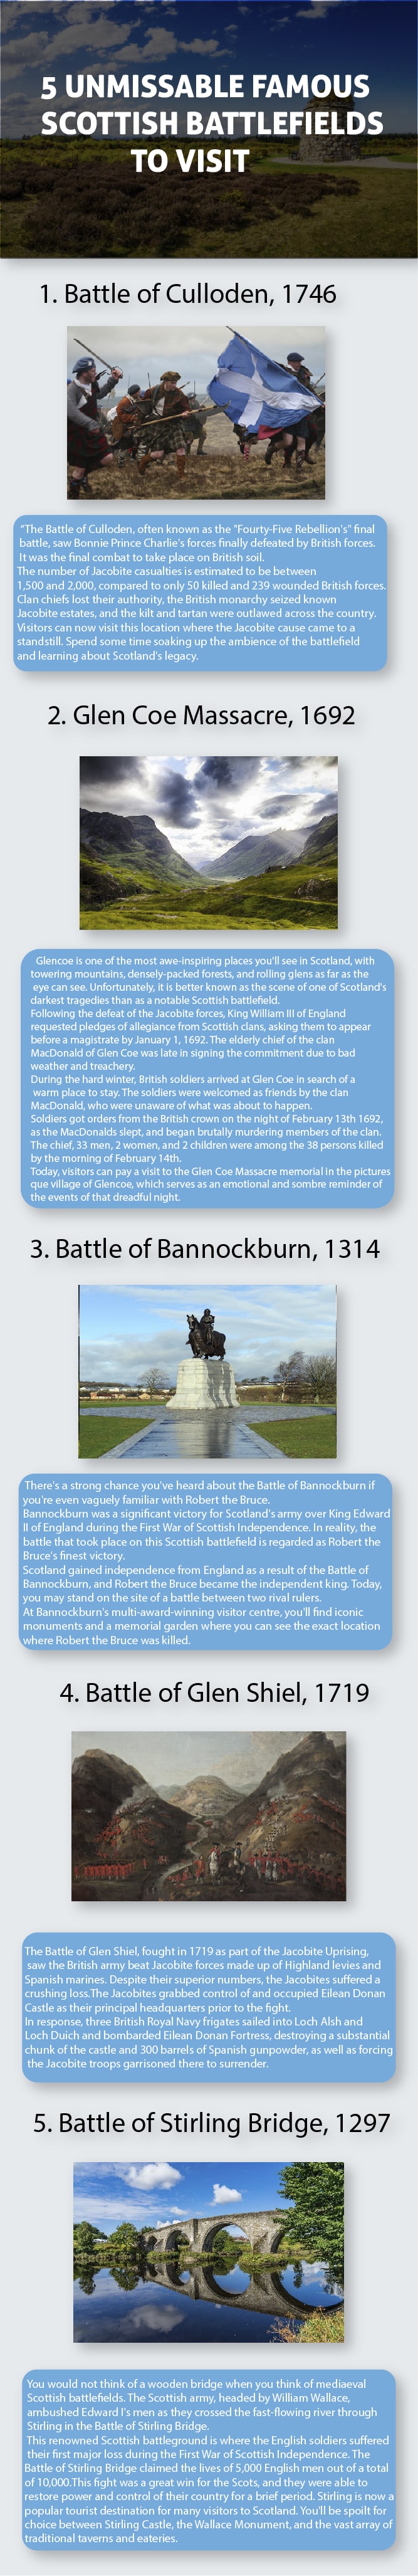 5 UNMISSABLE FAMOUS
SCOTTISH BATTLEFIELDS
TO VISIT
1. Battle of Culloden, 1746
"The Battle of Culloden, often known as the "Fourty-Five Rebellion's" final
battle, saw Bonnie Prince Charlie's forces finally defeated by British forces.
It was the final combat to take place on British soil.
The number of Jacobite casualties is estimated to be between
1,500 and 2,000, compared to only 50 killed and 239 wounded British forces.
Clan chiefs lost their authority, the British monarchy seized known
Jacobite estates, and the kilt and tartan were outlawed across the country.
Visitors can now visit this location where the Jacobite cause came to a
standstill. Spend some time soaking up the ambience of the battlefield
and learning about Scotland's legacy.
2. Glen Coe Massacre, 1692
Glencoe is one of the most awe-inspiring places you'll see in Scotland, with
towering mountains, densely-packed forests, and rolling glens as far as the
eye can see. Unfortunately, it is better known as the scene of one of Scotland's
darkest tragedies than as a notable Scottish battlefield.
Following the defeat of the Jacobite forces, King William III of England
requested pledges of allegiance from Scottish clans, asking them to appear
before a magistrate by January 1, 1692. The elderly chief of the clan
MacDonald of Glen Coe was late in signing the commitment due to bad
weather and treachery.
During the hard winter, British soldiers arrived at Glen Coe in search of a
warm place to stay. The soldiers were welcomed as friends by the clan
MacDonald, who were unaware of what was about to happen.
Soldiers got orders from the British crown on the night of February 13th 1692,
as the MacDonalds slept, and began brutally murdering members of the clan.
The chief, 33 men, 2 women, and 2 children were among the 38 persons killed
by the morning of February 14th.
Today, visitors can pay a visit to the Glen Coe Massacre memorial in the pictures
que village of Glencoe, which serves as an emotional and sombre reminder of
the events of that dreadful night.
3. Battle of Bannockburn, 1314
There's a strong chance you've heard about the Battle of Bannockburn if
you're even vaguely familiar with Robert the Bruce.
Bannockburn was a significant victory for Scotland's army over King Edward
II of England during the First War of Scottish Independence. In reality, the
battle that took place on this Scottish battlefield is regarded as Robert the
Bruce's finest victory.
Scotland gained independence from England as a result of the Battle of
Bannockburn, and Robert the Bruce became the independent king. Today,
you may stand on the site of a battle between two rival rulers.
At Bannockburn's multi-award-winning visitor centre, you'll find iconic
monuments and a memorial garden where you can see the exact location
where Robert the Bruce was killed.
4. Battle of Glen Shiel, 1719
The Battle of Glen Shiel, fought in 1719 as part of the Jacobite Uprising,
saw the British army beat Jacobite forces made up of Highland levies and
Spanish marines. Despite their superior numbers, the Jacobites suffered a
crushing loss.The Jacobites grabbed control of and occupied Eilean Donan
Castle as their principal headquarters prior to the fight.
In response, three British Royal Navy frigates sailed into Loch Alsh and
Loch Duich and bombarded Eilean Donan Fortress, destroying a substantial
chunk of the castle and 300 barrels of Spanish gunpowder, as well as forcing
the Jacobite troops garrisoned there to surrender.
5. Battle of Stirling Bridge, 1297
You would not think of a wooden bridge when you think of mediaeval
Scottish battlefields. The Scottish army, headed by William Wallace,
ambushed Edward I's men as they crossed the fast-flowing river through
Stirling in the Battle of Stirling Bridge.
This renowned Scottish battleground is where the English soldiers suffered
their first major loss during the First War of Scottish Independence. The
Battle of Stirling Bridge claimed the lives of 5,000 English men out of a total
of 10,000.This fight was a great win for the Scots, and they were able to
restore power and control of their country for a brief period. Stirling is now a
popular tourist destination for many visitors to Scotland. You'll be spoilt for
choice between Stirling Castle, the Wallace Monument, and the vast array of
traditional taverns and eateries.